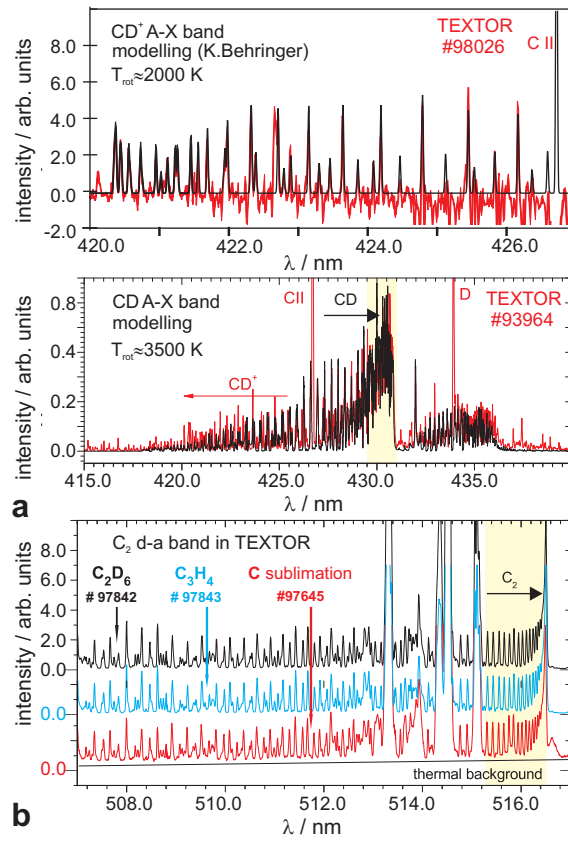 CD⁺ A-X band
modelling (K.Behringer)
T_rot≈2000 K
TEXTOR
#98026
C II
intensity / arb. units
8.0
6.0
4.0
2.0
0.0
-2.0
420.0
422.0
424.0
426.0
λ / nm
CD A-X band
modelling
T_rot≈3500 K
CII
CD
D
TEXTOR
#93964
CD⁺
intensity / arb. units
0.8
0.4
0.2
0.0
415.0
420.0
425.0
430.0
435.0
λ / nm
a
C₂ d-a band in TEXTOR
C₂D₆
# 97842
C₃H₄
# 97843
C sublimation
#97645
C₂
intensity / arb. units
8.0
6.0
4.0
2.0
0.0
0.0
0.0
thermal background
508.0
510.0
512.0
514.0
516.0
λ / nm
b